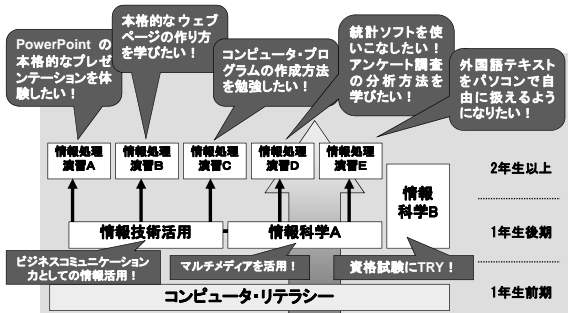 PowerPoint の
本格的なプレゼ
ンテーションを体
験したい！
本格的なウェブ
ページの作り方
を学びたい！
コンピュータ・プロ
グラムの作成方法
を勉強したい！
統計ソフトを使
いこなしたい！
アンケート調査
の分析方法を
学びたい！
外国語テキスト
をパソコンで自
由に扱えるよう
になりたい！
情報処理
演習A
情報処理
演習B
情報処理
演習C
情報処理
演習D
情報処理
演習E
2年生以上
情報
科学B
情報技術活用
情報科学A
1年生後期
ビジネスコミュニケーション
力としての情報活用！
マルチメディアを活用！
資格試験にTRY！
コンピュータ・リテラシー
1年生前期